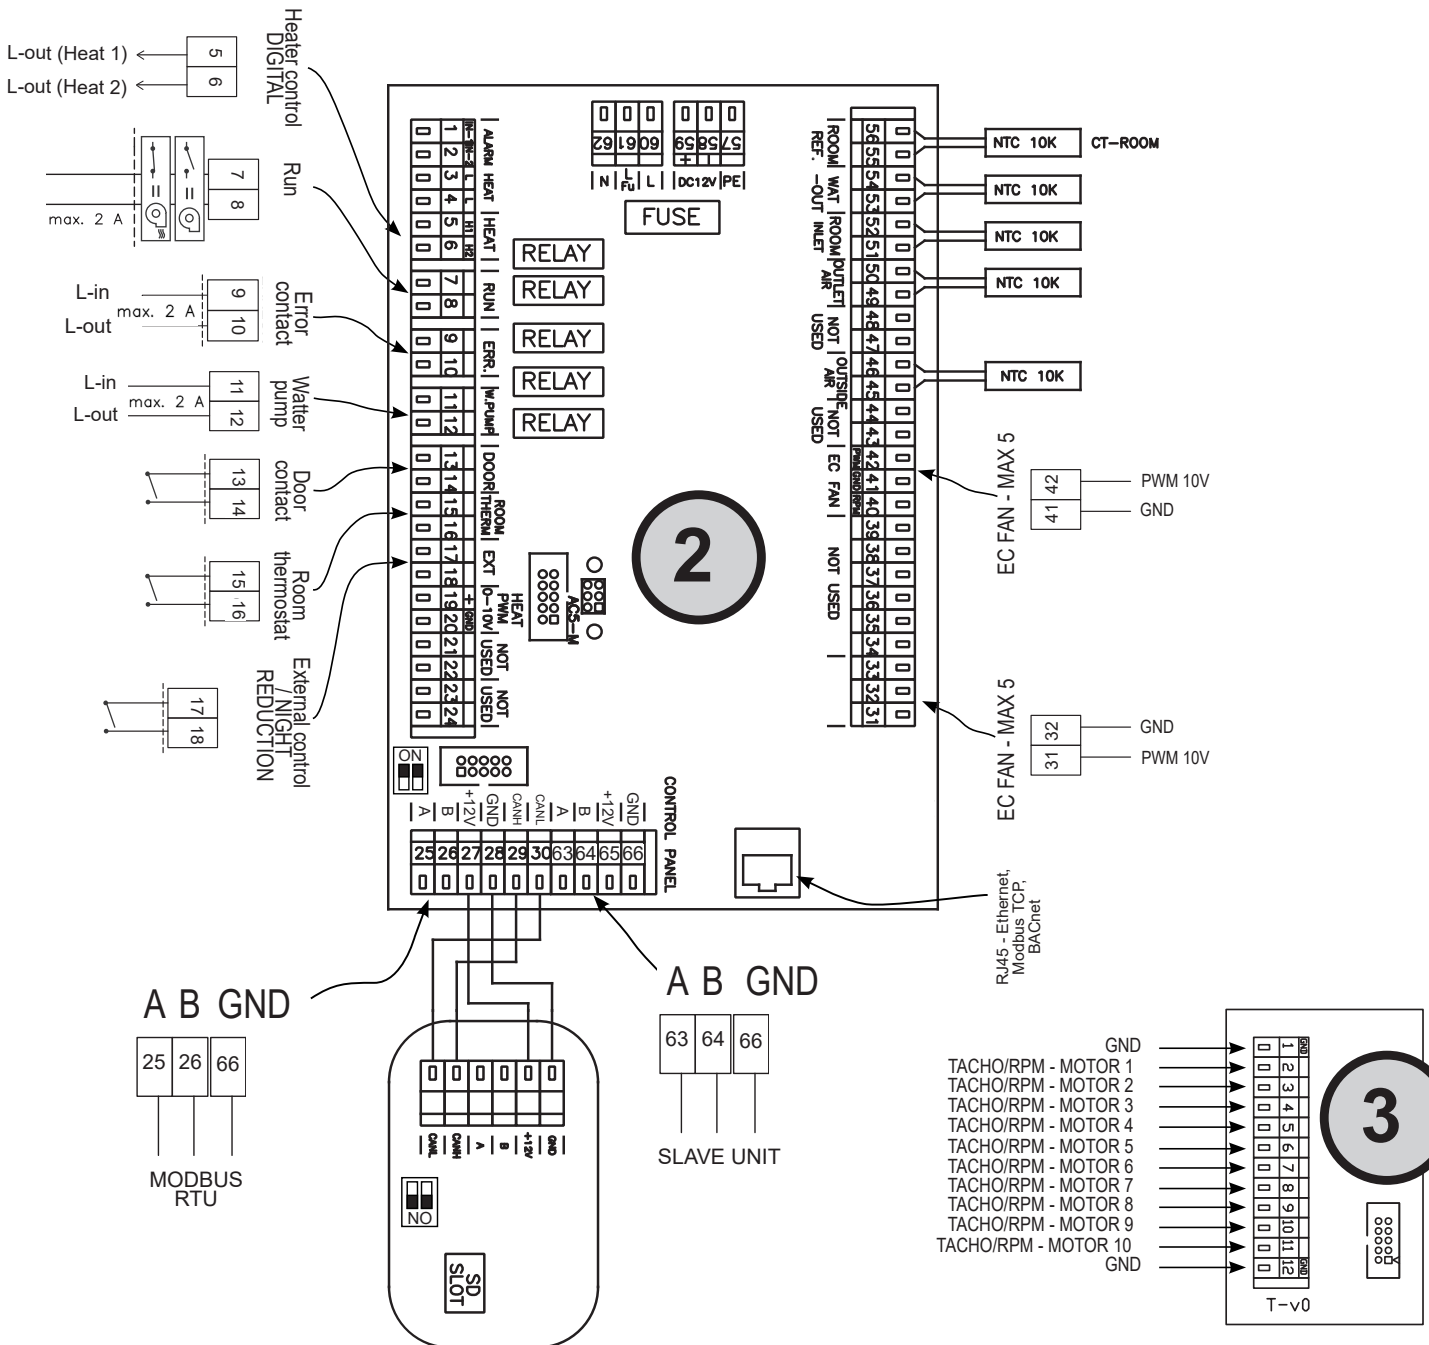 L-out (Heat 1)
L-out (Heat 2)
5
6
Heater control
DIGITAL
7
8
max. 2 A
Run
L-in
L-out
max. 2 A
9
10
Error
contact
L-in
L-out
max. 2 A
11
12
Watter
pump
13
14
Door
contact
15
16
Room
thermostat
17
18
External control
/ NIGHT
REDUCTION
62
61
60
59
58
57
+
N
L
Fu
L
DC12V
PE
FUSE
RELAY
RELAY
RELAY
RELAY
RELAY
1
2
3
4
5
6
7
8
9
10
11
12
13
14
15
16
17
18
19
20
21
22
23
24
IN-1
IN-2
L
L
H1
H2
+
GND
ALARM
HEAT
HEAT
RUN
ERR.
W.PUMP
DOOR
ROOM
THERM
EXT
HEAT
PWM
0-10V
NOT
USED
NOT
USED
AC5-M
2
56
55
54
53
52
51
50
49
48
47
46
45
44
43
42
41
40
39
38
37
36
35
34
33
32
31
PWM
GND
RPM
ROOM
REF.
WAT
-OUT
ROOM
INLET
OUTLET
AIR
NOT
USED
OUTSIDE
AIR
NOT
USED
EC FAN
NOT USED
NTC 10K
CT-ROOM
NTC 10K
NTC 10K
NTC 10K
NTC 10K
EC FAN - MAX 5
42
41
PWM 10V
GND
EC FAN - MAX 5
32
31
GND
PWM 10V
ON
A
B
+12V
GND
CANH
CANL
A
B
+12V
GND
25
26
27
28
29
30
63
64
65
66
CONTROL PANEL
RJ45 - Ethernet,
Modbus TCP,
BACnet
A B GND
25
26
66
MODBUS
RTU
A B GND
63
64
66
SLAVE UNIT
CANL
CANH
A
B
+12V
GND
NO
SD
SLOT
GND
TACHO/RPM - MOTOR 1
TACHO/RPM - MOTOR 2
TACHO/RPM - MOTOR 3
TACHO/RPM - MOTOR 4
TACHO/RPM - MOTOR 5
TACHO/RPM - MOTOR 6
TACHO/RPM - MOTOR 7
TACHO/RPM - MOTOR 8
TACHO/RPM - MOTOR 9
TACHO/RPM - MOTOR 10
GND
1
2
3
4
5
6
7
8
9
10
11
12
GND
GND
T-v0
3